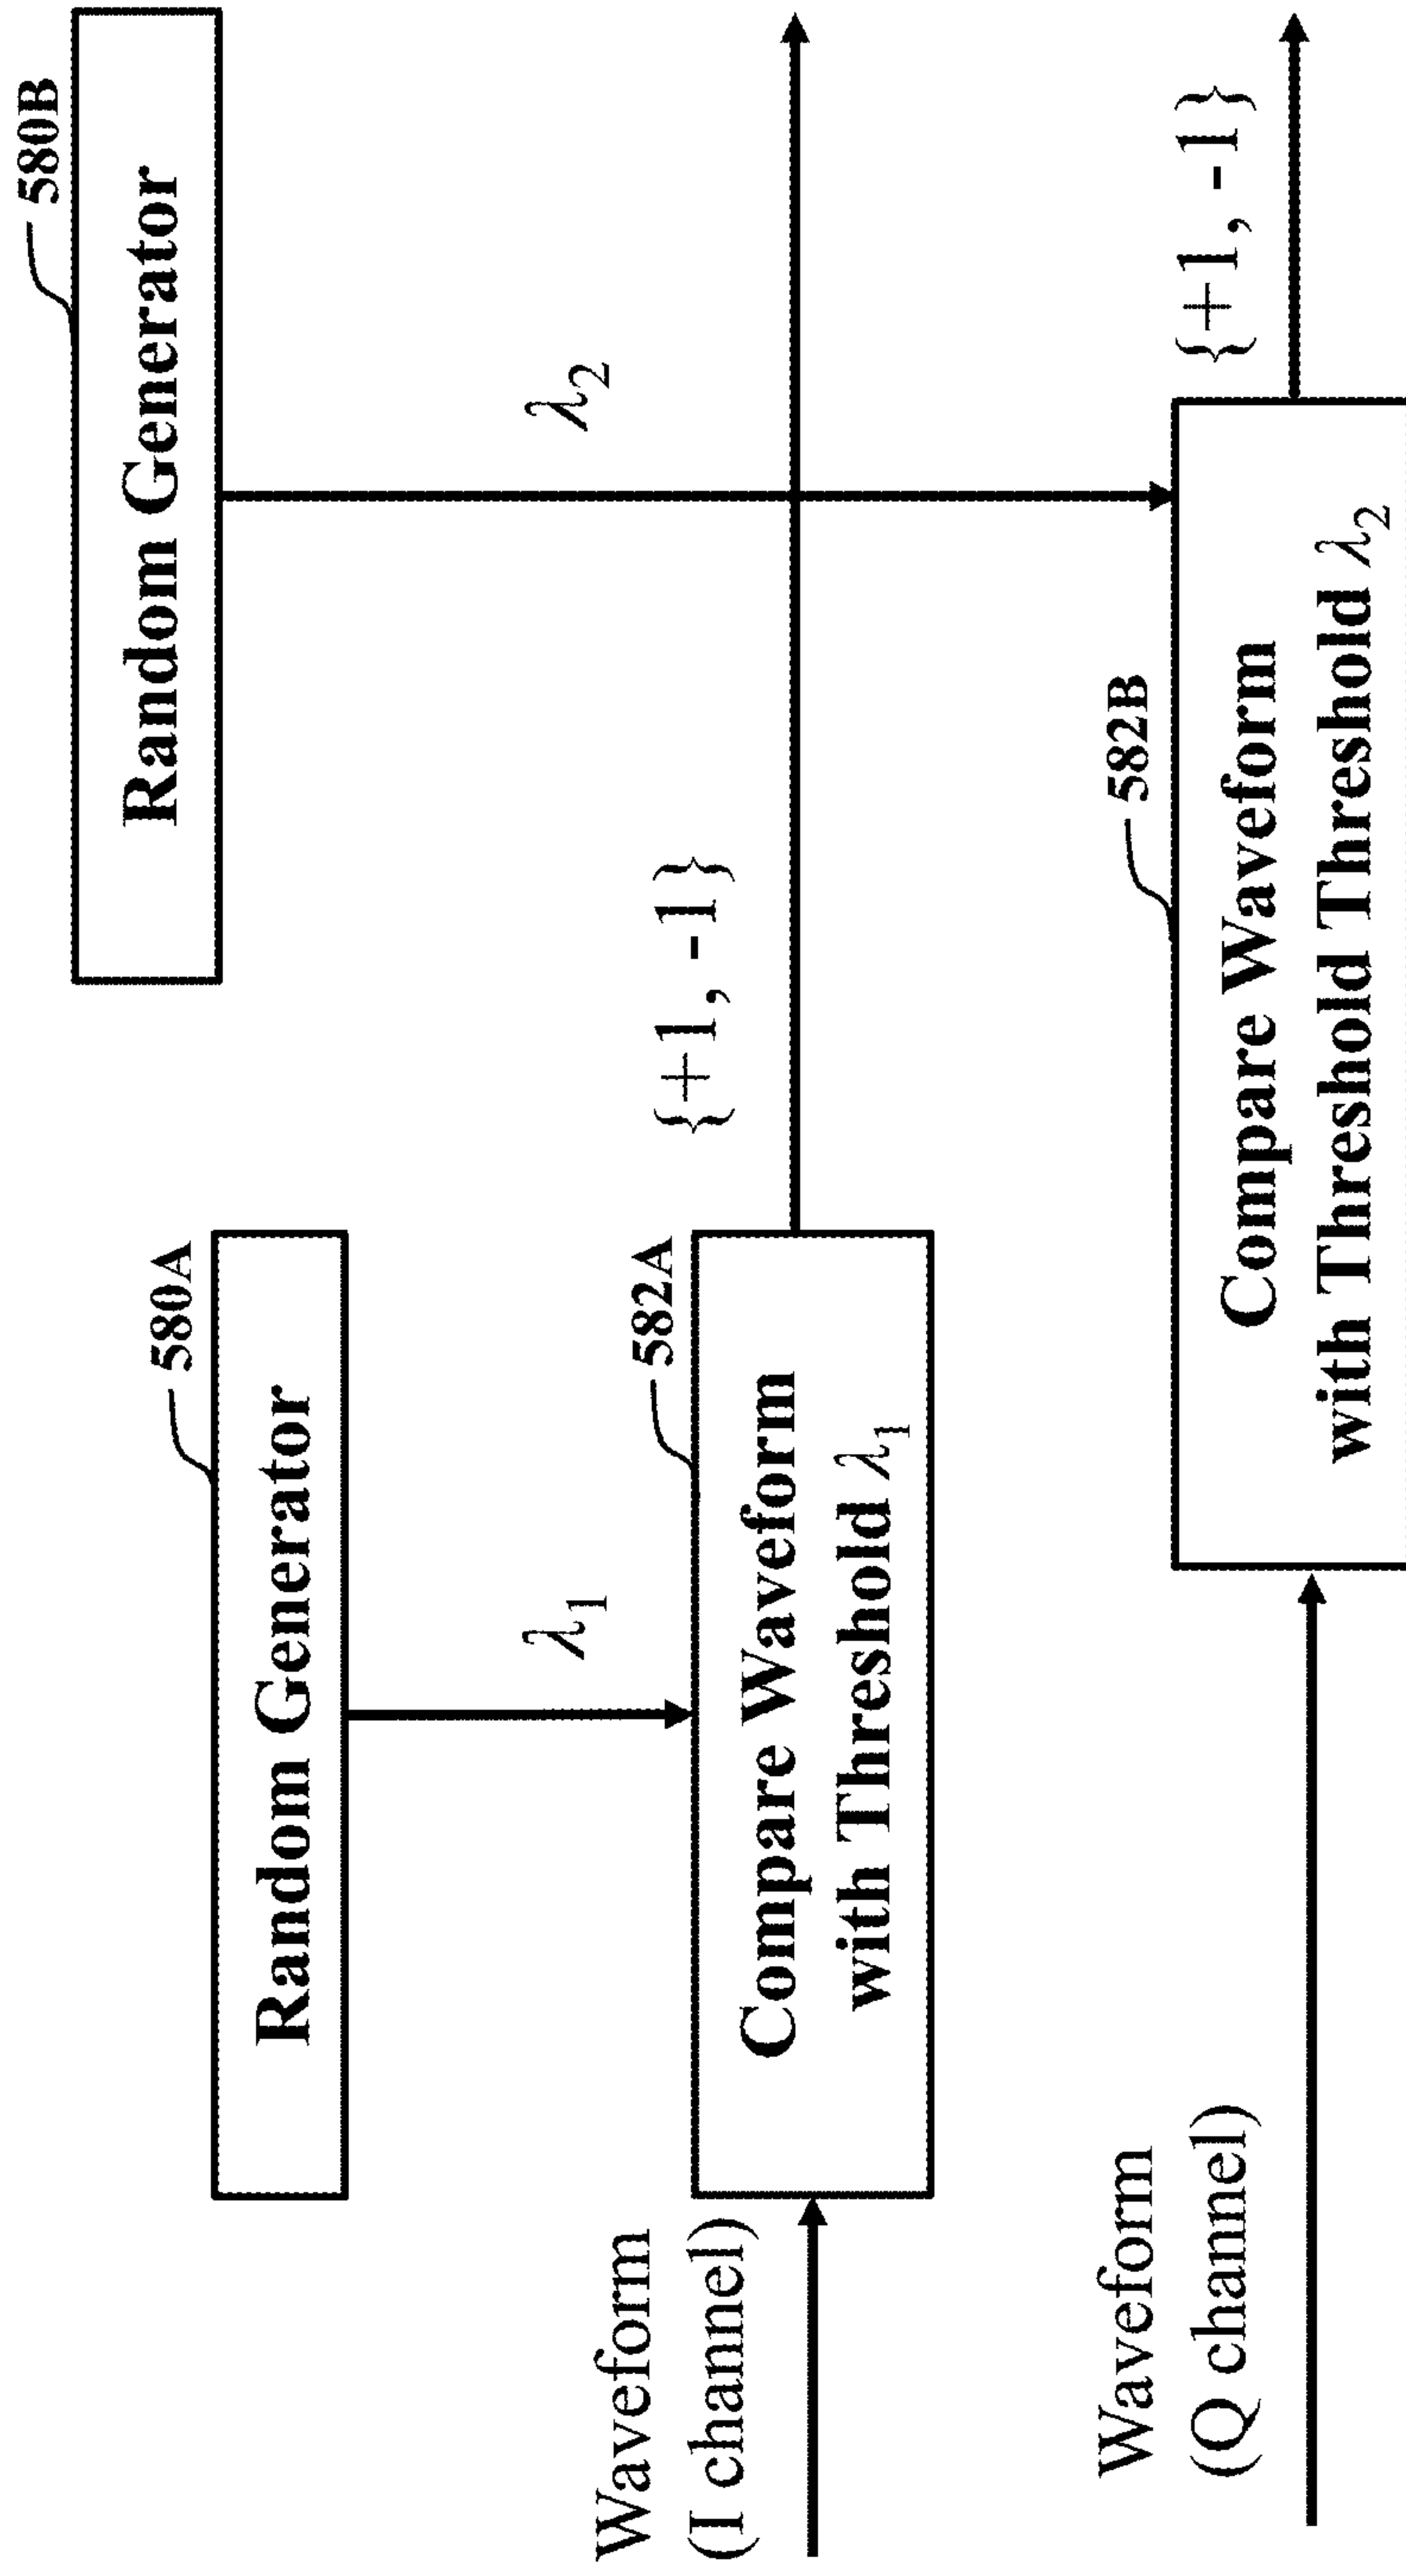 580B
Random Generator
580A
Random Generator
λ₂
λ₁
{+1, -1}
582A
Waveform
(I channel)
Compare Waveform
with Threshold λ₁
{+1, -1}
582B
Waveform
(Q channel)
Compare Waveform
with Threshold Threshold λ₂